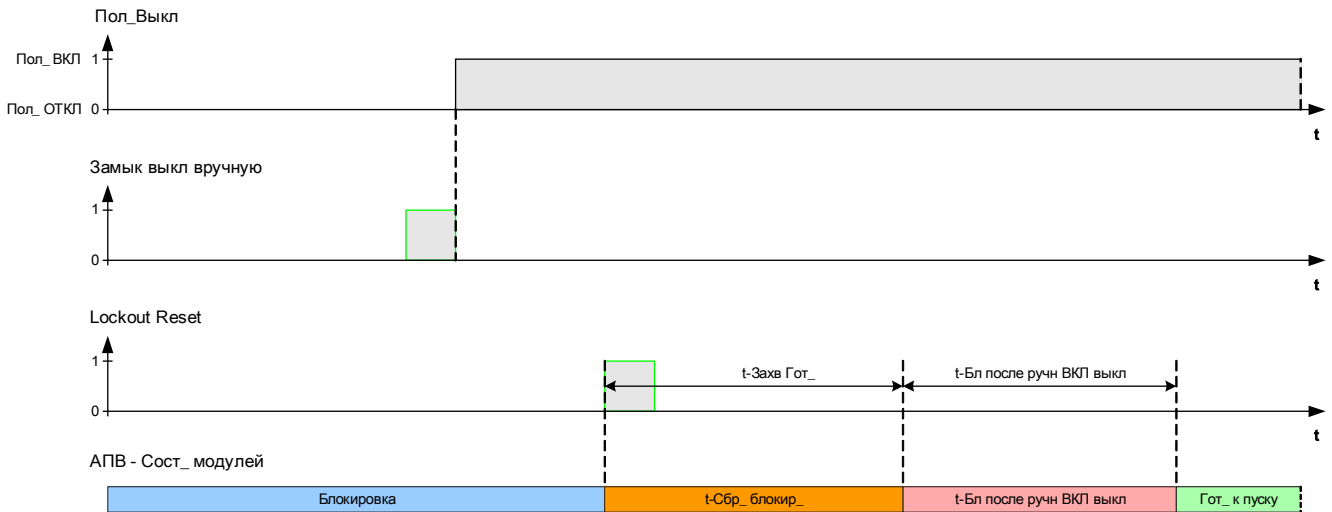 Пол_Выкл
Пол_ ВКЛ 1
Пол_ ОТКЛ 0
t
Замык выкл вручную
1
0
t
Lockout Reset
1
t-Захв Гот_
t-Бл после ручн ВКЛ выкл
0
t
АПВ - Сост_ модулей
Блокировка
t-Сбр_ блокир_
t-Бл после ручн ВКЛ выкл
Гот_ к пуску